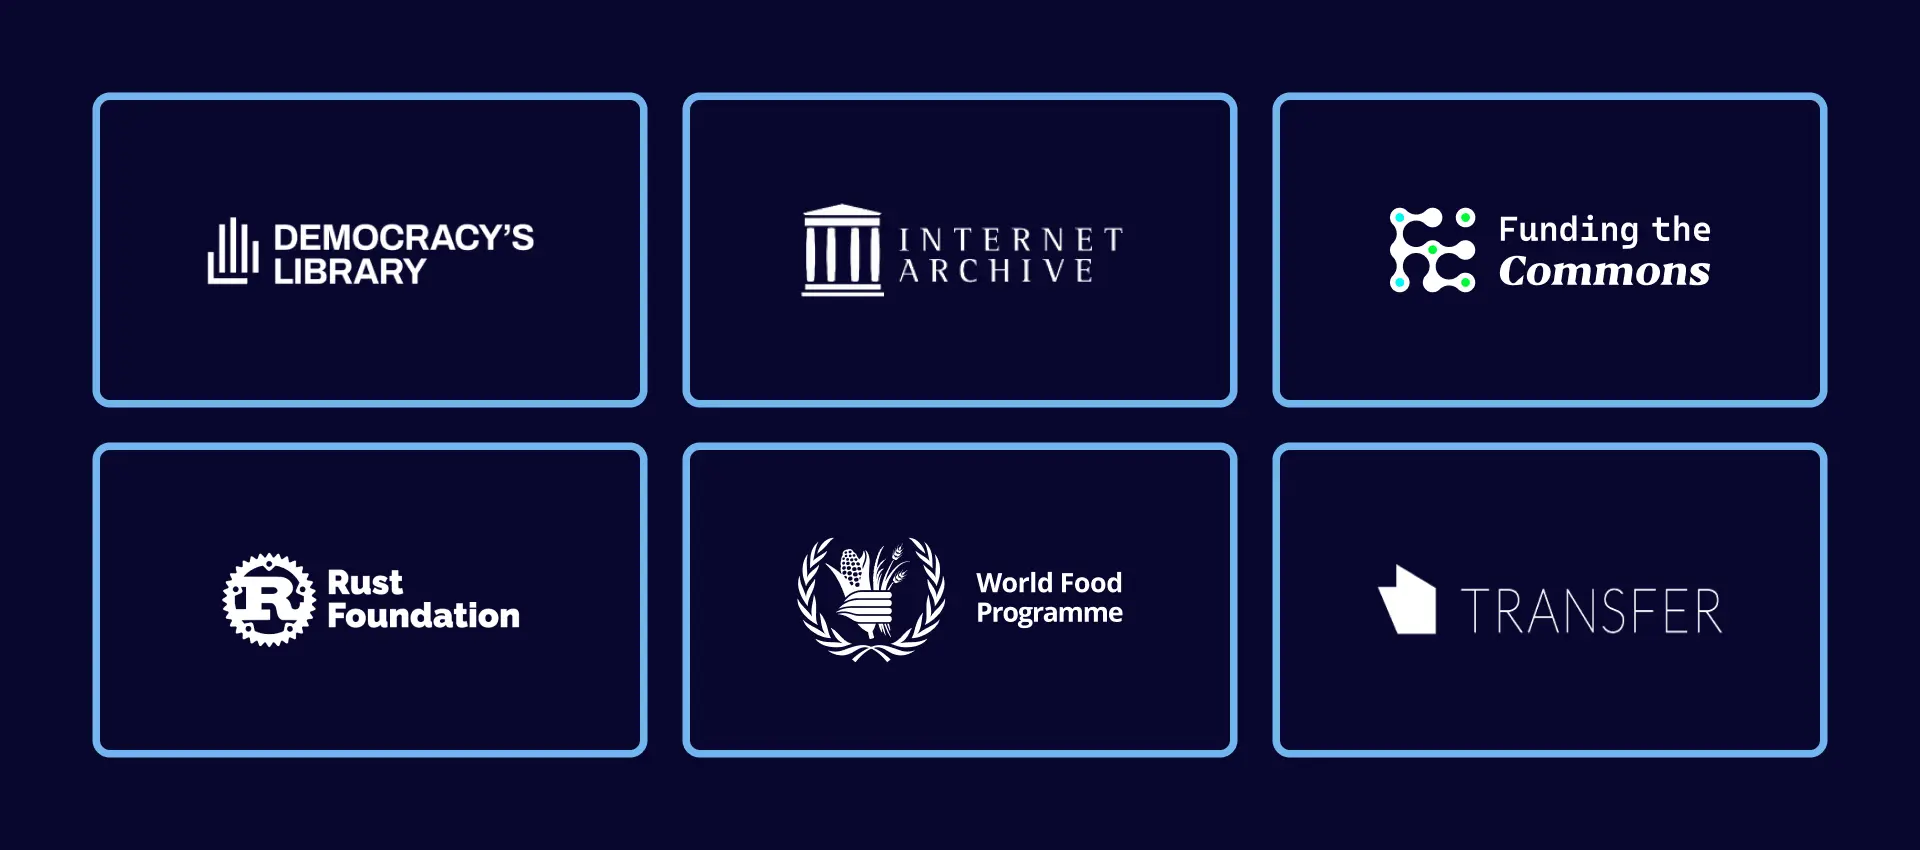 DEMOCRACY'S
LIBRARY
INTERNET
ARCHIVE
Funding the
Commons
R
Rust
Foundation
World Food
Programme
TRANSFER